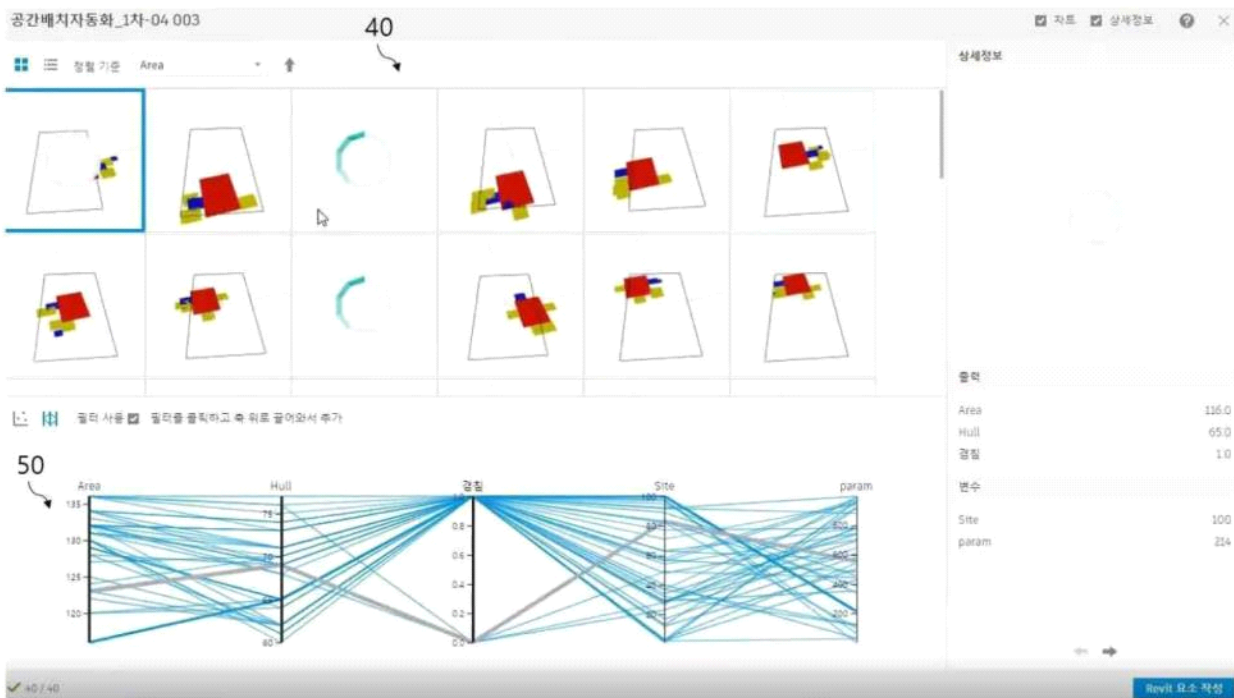 공간배치자동화_1차-04 003
차트 상세정보
40
정렬 기준 Area
상세정보
출력
Area 116.0
Hull 65.0
겹침 1.0
변수
Site 100
param 214
필터 사용 필터를 클릭하고 축 위로 끌어와서 추가
50
Area Hull 겹침 Site param
135
130
125
120
75
70
65
60
1.0
0.8
0.6
0.4
0.2
0.0
100
80
60
40
20
400
200
40 / 40
Revit 요소 작성